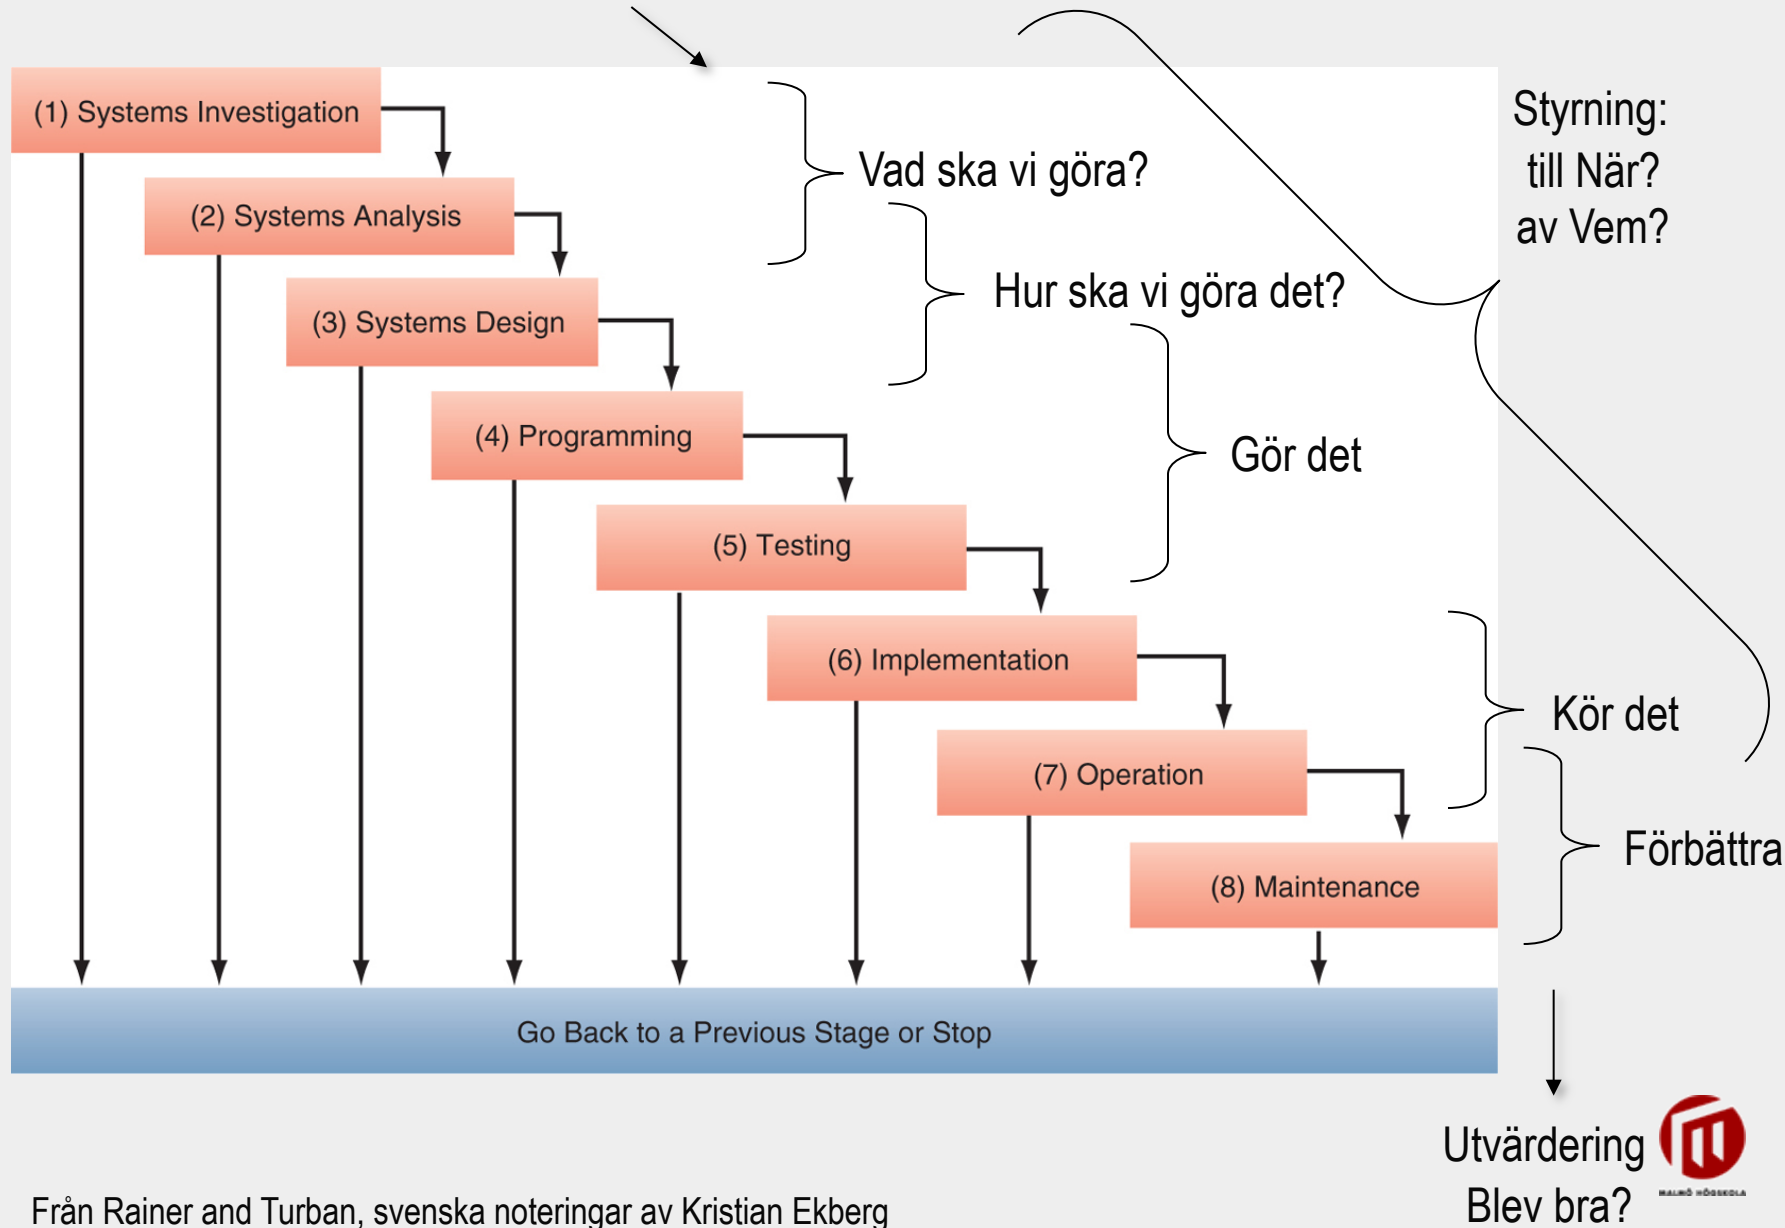 (1) Systems Investigation
Styrning:
till När?
av Vem?
Vad ska vi göra?
(2) Systems Analysis
Hur ska vi göra det?
(3) Systems Design
(4) Programming
Gör det
(5) Testing
(6) Implementation
Kör det
(7) Operation
Förbättra
(8) Maintenance
Go Back to a Previous Stage or Stop
Utvärdering
Blev bra?
MALMÖ HÖGSKOLA
Från Rainer and Turban, svenska noteringar av Kristian Ekberg